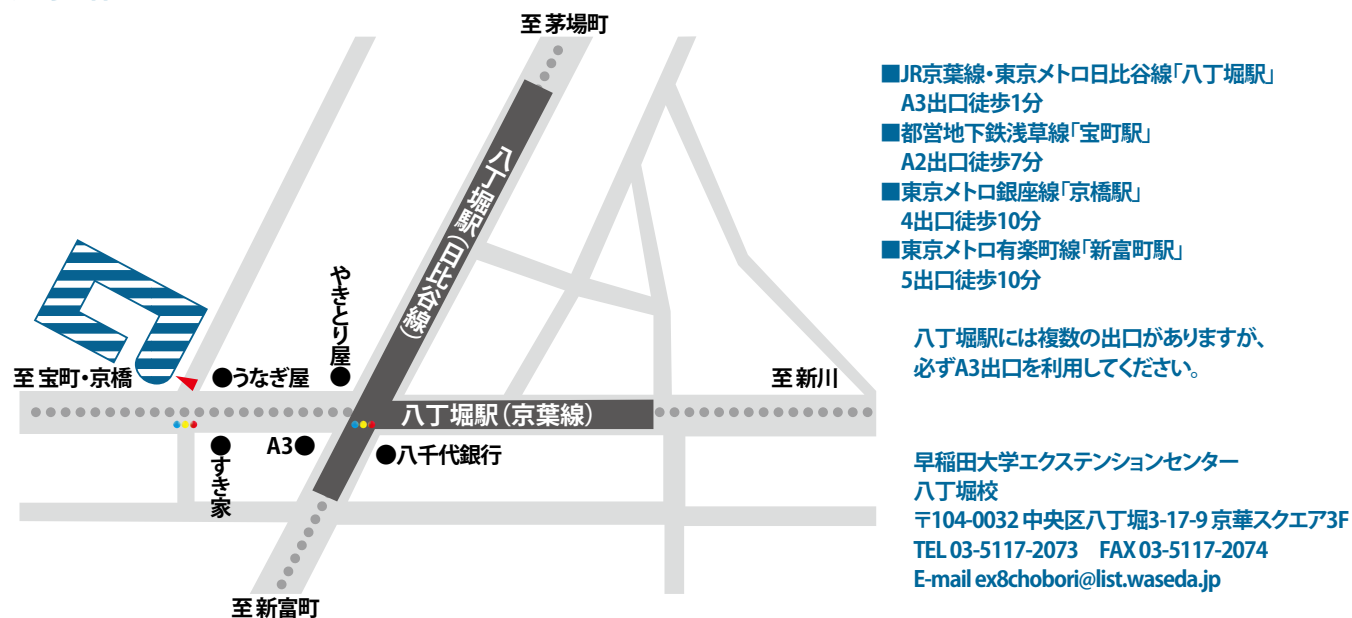 至 茅場町
八丁堀駅（日比谷線）
やきとり屋
至 宝町・京橋
●うなぎ屋
至 新川
八丁堀駅（京葉線）
A3●
●八千代銀行
すき家
至 新富町
■JR京葉線・東京メトロ日比谷線「八丁堀駅」
A3出口徒歩1分
■都営地下鉄浅草線「宝町駅」
A2出口徒歩7分
■東京メトロ銀座線「京橋駅」
4出口徒歩10分
■東京メトロ有楽町線「新富町駅」
5出口徒歩10分
八丁堀駅には複数の出口がありますが、
必ずA3出口を利用してください。
早稲田大学エクステンションセンター
八丁堀校
〒104-0032 中央区八丁堀3-17-9 京華スクエア3F
TEL 03-5117-2073　FAX 03-5117-2074
E-mail ex8chobori@list.waseda.jp